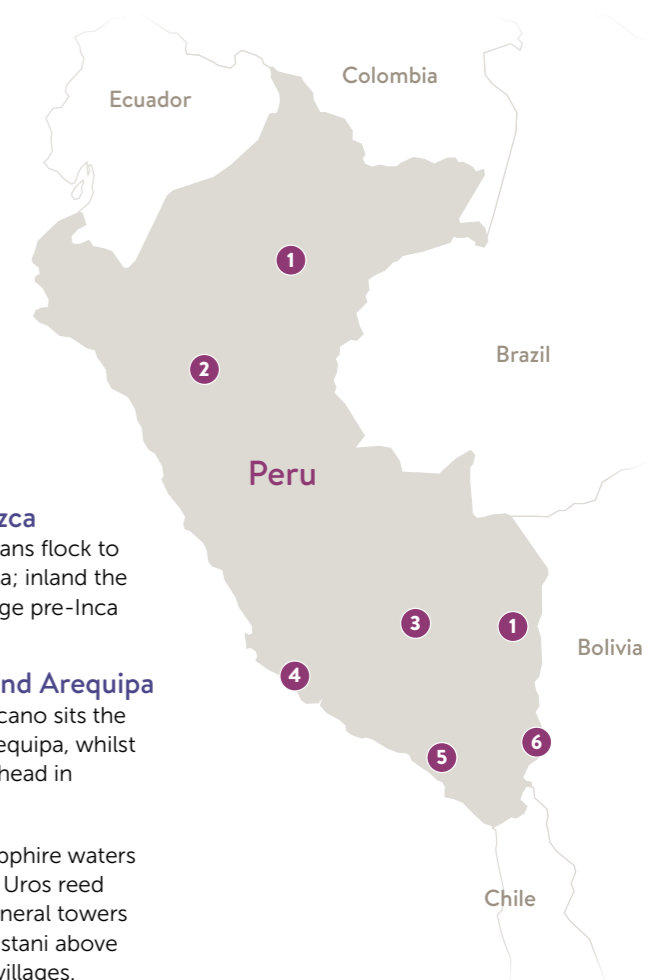 Ecuador
Colombia
1
Brazil
2
Peru
zca
ans flock to
a; inland the
ge pre-Inca
3
1
Bolivia
4
nd Arequipa
cano sits the
equipa, whilst
head in
5
6
pphire waters
Uros reed
neral towers
stani above
villages.
Chile